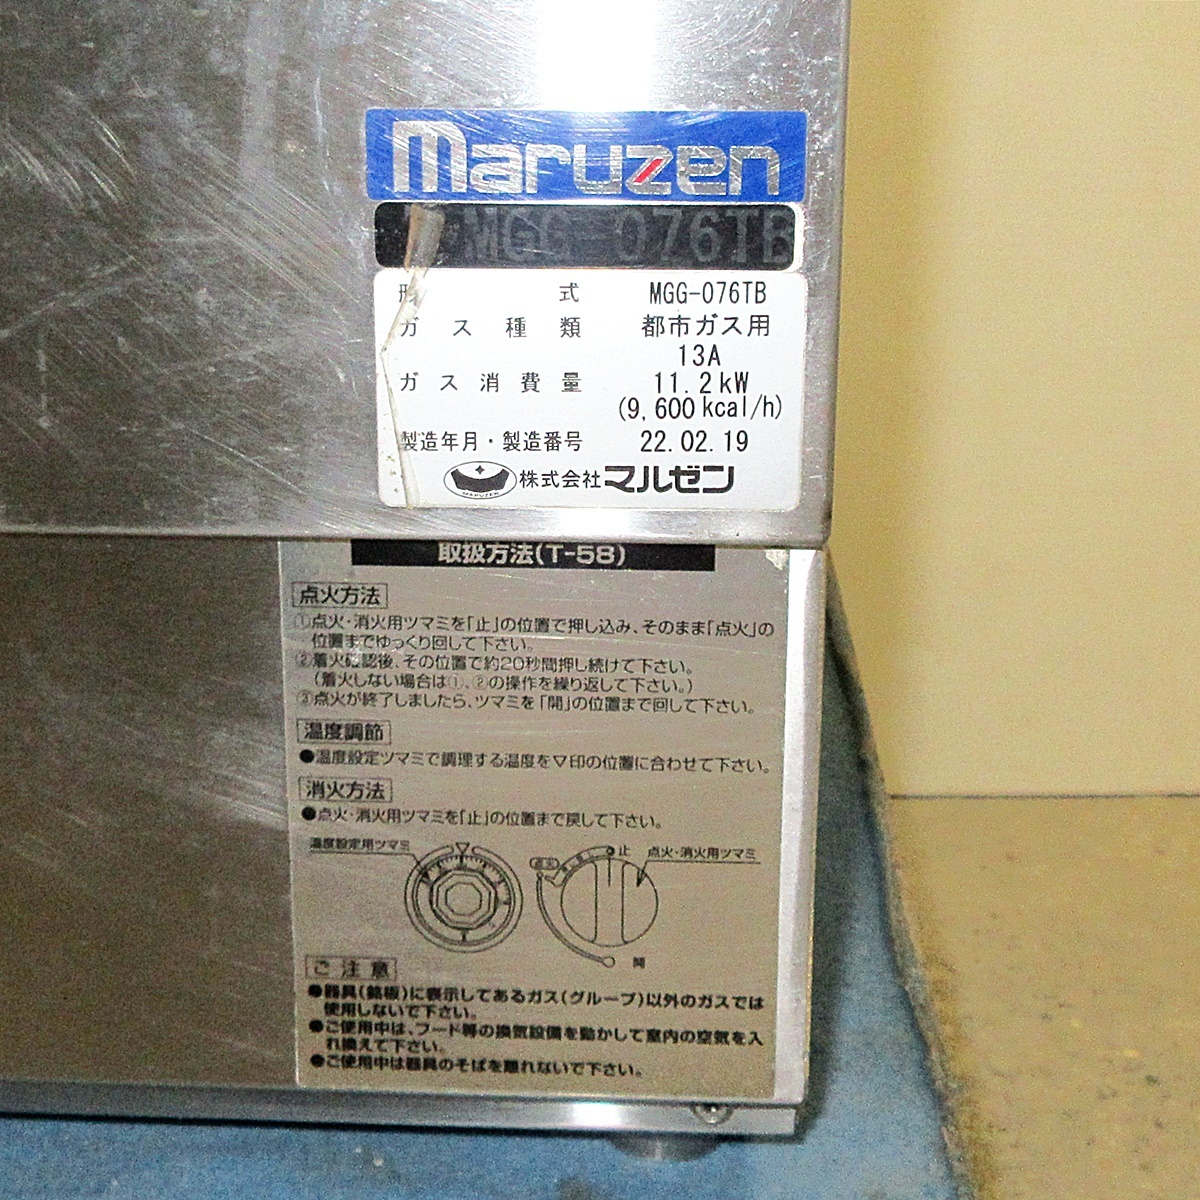 maruzen
MGG-076TB
形 式 MGG-076TB
ガス種類 都市ガス用
13A
ガス消費量 11.2kW
(9,600kcal/h)
製造年月・製造番号 22.02.19
MARUZEN 株式会社マルゼン
取扱方法(T-58)
点火方法
①点火・消火用ツマミを「止」の位置で押し込み、そのまま「点火」の
位置までゆっくり回して下さい。
②着火確認後、その位置で約20秒間押し続けて下さい。
(着火しない場合は①、②の操作を繰り返して下さい。)
③点火が終了しましたら、ツマミを「開」の位置まで回して下さい。
温度調節
●温度設定ツマミで調理する温度を▽印の位置に合わせて下さい。
消火方法
●点火・消火用ツマミを「止」の位置まで戻して下さい。
温度設定用ツマミ
点火 止 点火・消火用ツマミ
開
ご注意
●器具(銘板)に表示してあるガス(グループ)以外のガスでは
使用しないで下さい。
●ご使用中は、フード等の換気設備を動かして室内の空気を入
れ換えて下さい。
●ご使用中は器具のそばを離れないで下さい。